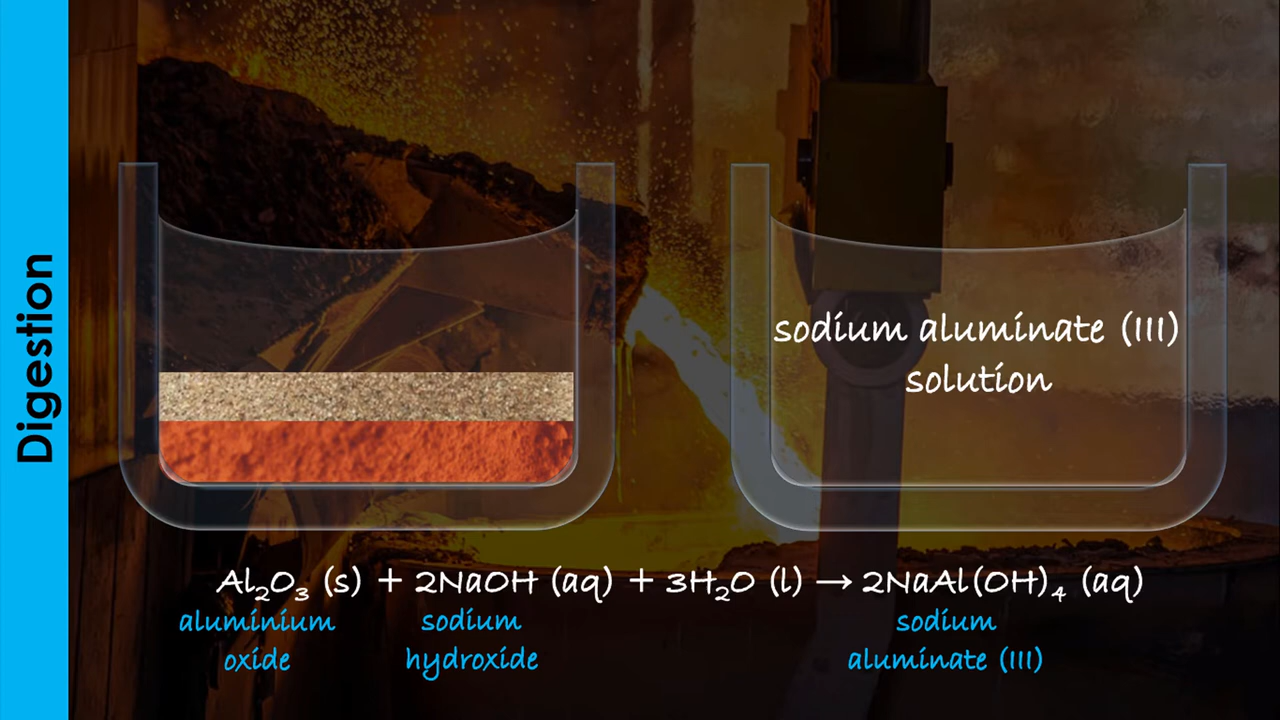 Digestion
sodium aluminate (III)
solution
Al₂O₃ (s) + 2NaOH (aq) + 3H₂O (l) → 2NaAl(OH)₄ (aq)
aluminium
oxide
sodium
hydroxide
sodium
aluminate (III)